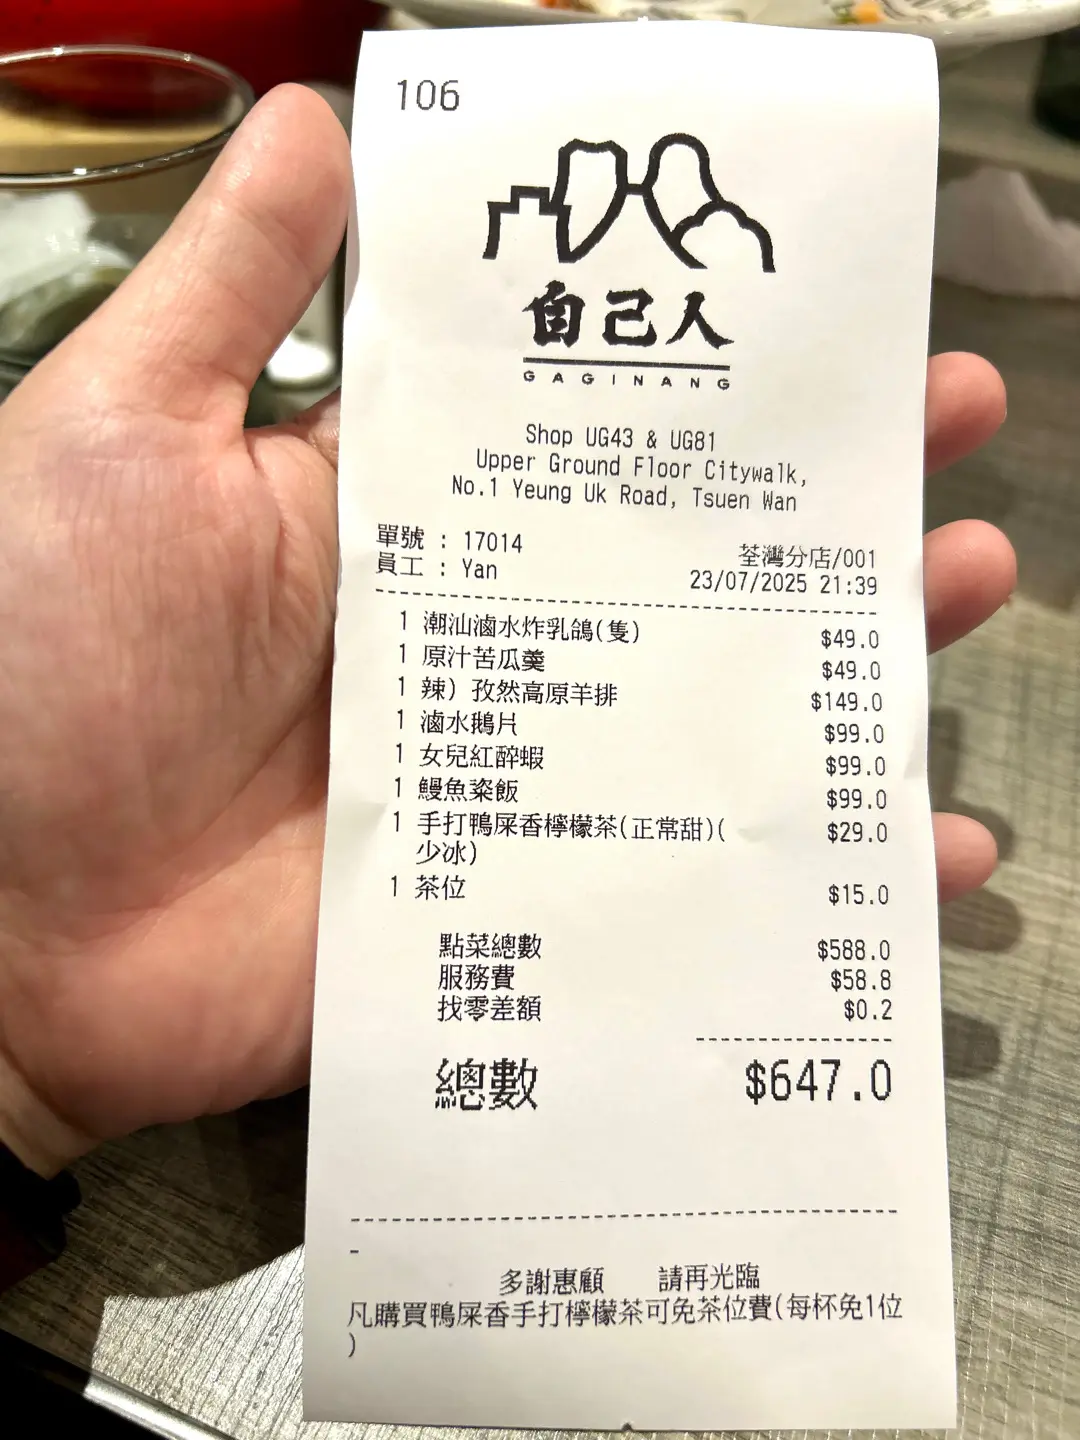 106
自己人
GAGINANG
Shop UG43 & UG81
Upper Ground Floor Citywalk,
No.1 Yeung Uk Road, Tsuen Wan
單號 : 17014
荃灣分店/001
員工 : Yan
23/07/2025 21:39
1 潮汕滷水炸乳鴿(隻) $49.0
1 原汁苦瓜羹 $49.0
1 辣) 孜然高原羊排 $149.0
1 滷水鵝片 $99.0
1 女兒紅醉蝦 $99.0
1 鰻魚粢飯 $99.0
1 手打鴨屎香檸檬茶(正常甜)( $29.0
少冰)
1 茶位 $15.0
點菜總數 $588.0
服務費 $58.8
找零差額 $0.2
總數 $647.0
-
多謝惠顧 請再光臨
凡購買鴨屎香手打檸檬茶可免茶位費(每杯免1位
)